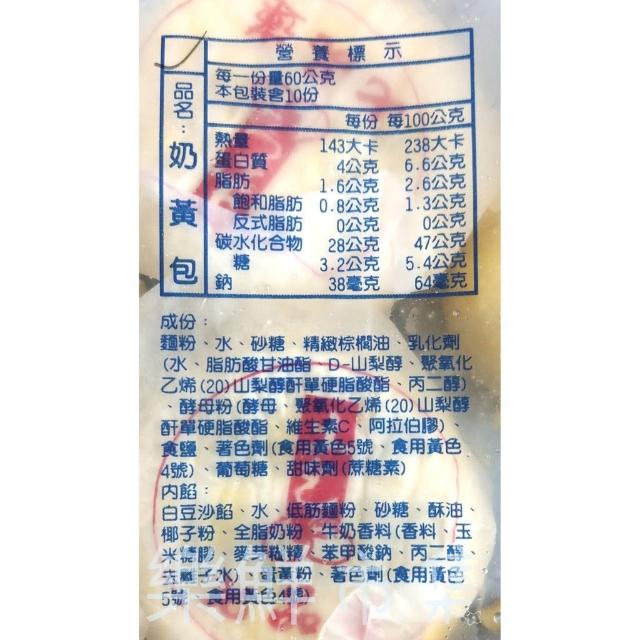 營養標示
每一份量60公克
本包裝含10份
品名：奶黃包
每份 每100公克
熱量 143大卡 238大卡
蛋白質 4公克 6.6公克
脂肪 1.6公克 2.6公克
飽和脂肪 0.8公克 1.3公克
反式脂肪 0公克 0公克
碳水化合物 28公克 47公克
糖 3.2公克 5.4公克
鈉 38毫克 64毫克
成份：
麵粉、水、砂糖、精緻棕櫚油、乳化劑
(水、脂肪酸甘油酯、D-山梨醇、聚氧化
乙烯(20)山梨醇酐單硬脂酸酯、丙二醇)
、酵母粉(酵母、聚氧化乙烯(20)山梨醇
酐單硬脂酸酯、維生素C、阿拉伯膠)、
食鹽、著色劑(食用黃色5號、食用黃色
4號)、葡萄糖、甜味劑(蔗糖素)
內餡：
白豆沙餡、水、低筋麵粉、砂糖、酥油、
椰子粉、全脂奶粉、牛奶香料(香料、玉
米糖膠、麥芽糊精、苯甲酸鈉、丙二醇
、去離子水)、蛋黃粉、著色劑(食用黃色
5號、食用黃色4號)
樂鮮